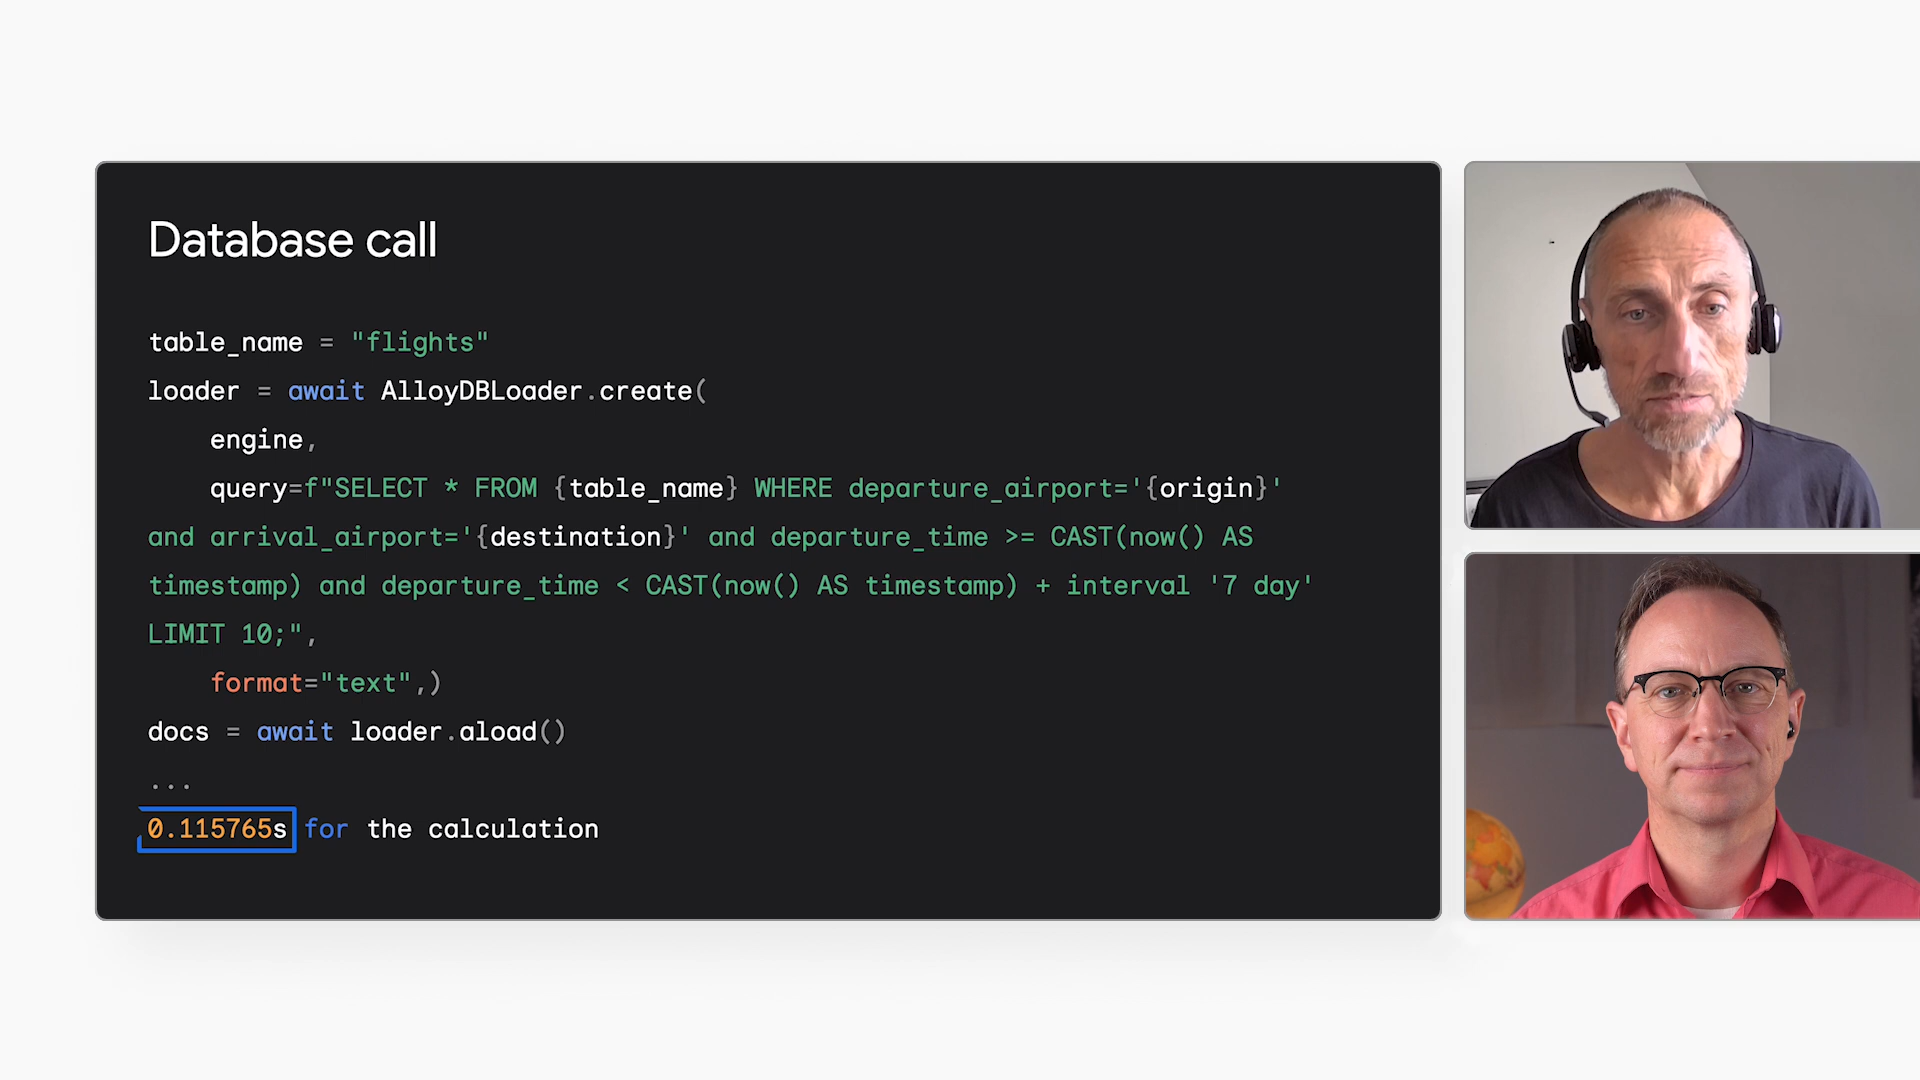 Database call
table_name = "flights"
loader = await AlloyDBLoader.create(
    engine,
    query=f"SELECT * FROM {table_name} WHERE departure_airport='{origin}'
and arrival_airport='{destination}' and departure_time >= CAST(now() AS
timestamp) and departure_time < CAST(now() AS timestamp) + interval '7 day'
LIMIT 10;",
    format="text",)
docs = await loader.aload()
...
0.115765s for the calculation